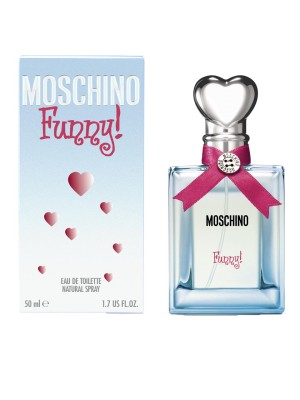 MOSCHINO
Funny!
EAU DE TOILETTE
NATURAL SPRAY
50 ml e 1.7 US FL.OZ.
MOSCHINO
Funny!